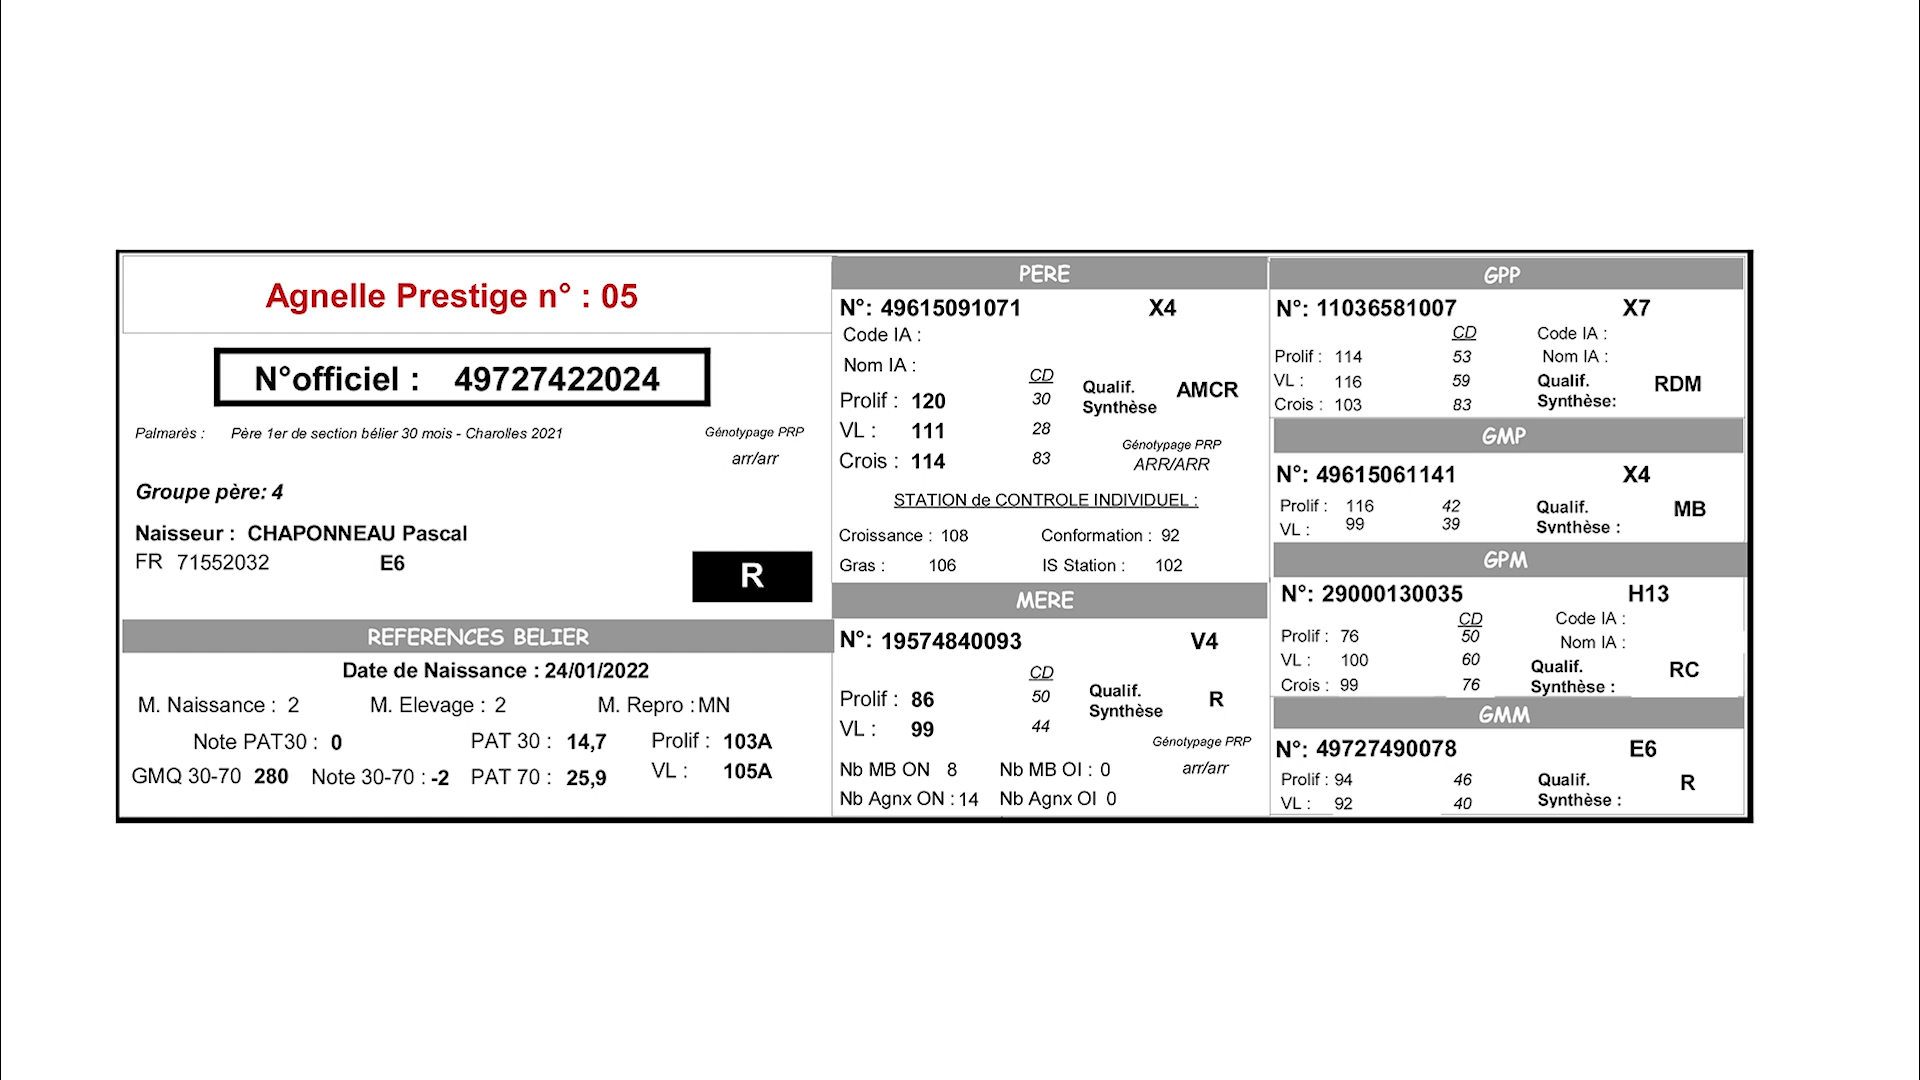 Agnelle Prestige n° : 05
N°officiel : 49727422024
Palmarès : Père 1er de section bélier 30 mois - Charolles 2021
Génotypage PRP
arr/arr
Groupe père: 4
Naisseur : CHAPONNEAU Pascal
FR 71552032 E6
R
REFERENCES BELIER
Date de Naissance : 24/01/2022
M. Naissance : 2 M. Elevage : 2 M. Repro : MN
Note PAT30 : 0 PAT 30 : 14,7 Prolif : 103A
GMQ 30-70 280 Note 30-70 : -2 PAT 70 : 25,9 VL : 105A
PERE
N°: 49615091071 X4
Code IA :
Nom IA :
CD
Prolif : 120 30
VL : 111 28
Crois : 114 83
Qualif. Synthèse AMCR
Génotypage PRP
ARR/ARR
STATION de CONTROLE INDIVIDUEL :
Croissance : 108 Conformation : 92
Gras : 106 IS Station : 102
MERE
N°: 19574840093 V4
CD
Prolif : 86 50
VL : 99 44
Qualif. Synthèse R
Génotypage PRP
arr/arr
Nb MB ON 8 Nb MB OI : 0
Nb Agnx ON : 14 Nb Agnx OI 0
GPP
N°: 11036581007 X7
CD Code IA :
Prolif : 114 53 Nom IA :
VL : 116 59 Qualif.
Crois : 103 83 Synthèse: RDM
GMP
N°: 49615061141 X4
Prolif : 116 42 Qualif.
VL : 99 39 Synthèse : MB
GPM
N°: 29000130035 H13
CD Code IA :
Prolif : 76 50 Nom IA :
VL : 100 60 Qualif.
Crois : 99 76 Synthèse : RC
GMM
N°: 49727490078 E6
Prolif : 94 46 Qualif.
VL : 92 40 Synthèse : R